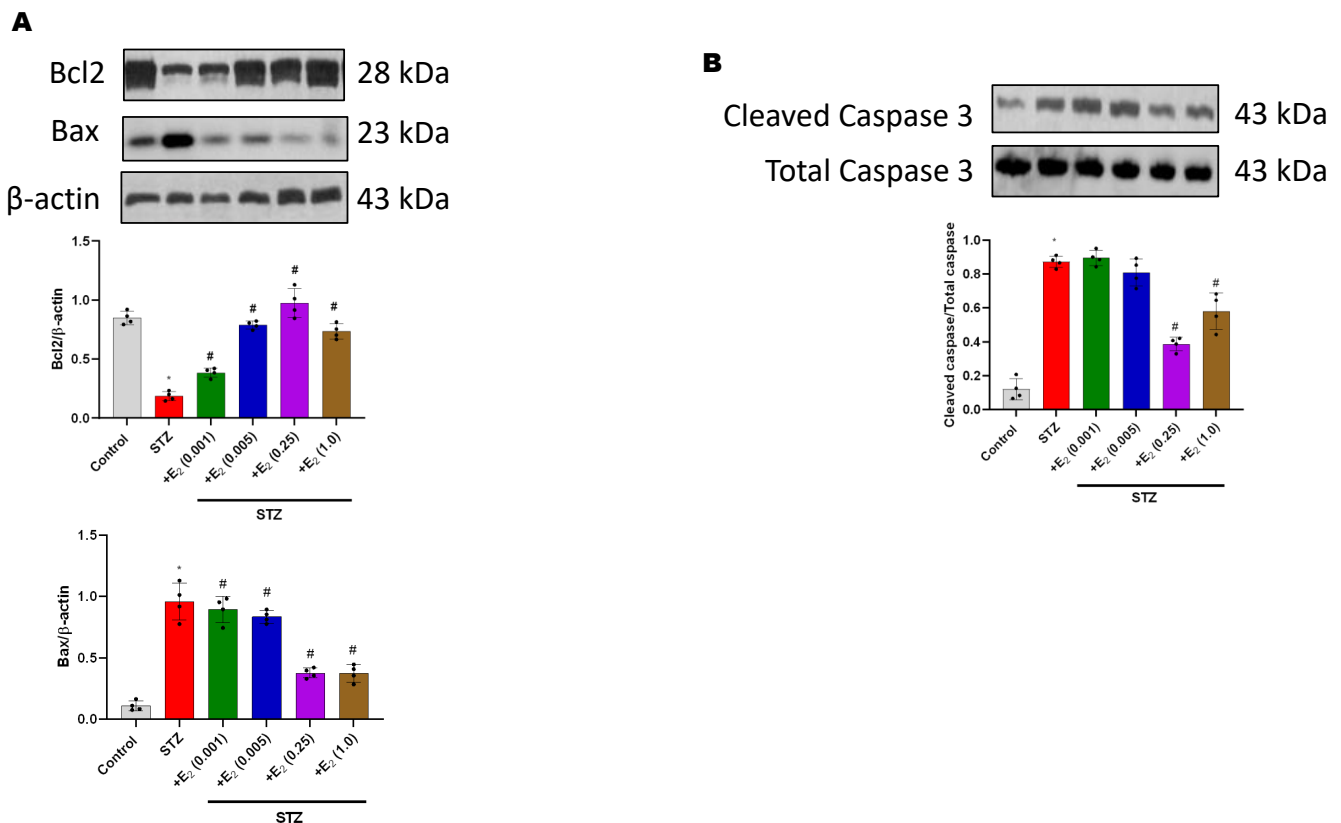 A
Bcl2 28 kDa
Bax 23 kDa
β-actin 43 kDa
Bcl2/β-actin
1.5
1.0
0.5
0.0
*
#
#
#
#
Control
STZ
+E₂ (0.001)
+E₂ (0.005)
+E₂ (0.25)
+E₂ (1.0)
STZ
Bax/β-actin
1.5
1.0
0.5
0.0
*
#
#
#
#
Control
STZ
+E₂ (0.001)
+E₂ (0.005)
+E₂ (0.25)
+E₂ (1.0)
STZ
B
Cleaved Caspase 3 43 kDa
Total Caspase 3 43 kDa
Cleaved caspase/Total caspase
1.0
0.8
0.6
0.4
0.2
0.0
*
#
#
Control
STZ
+E₂ (0.001)
+E₂ (0.005)
+E₂ (0.25)
+E₂ (1.0)
STZ